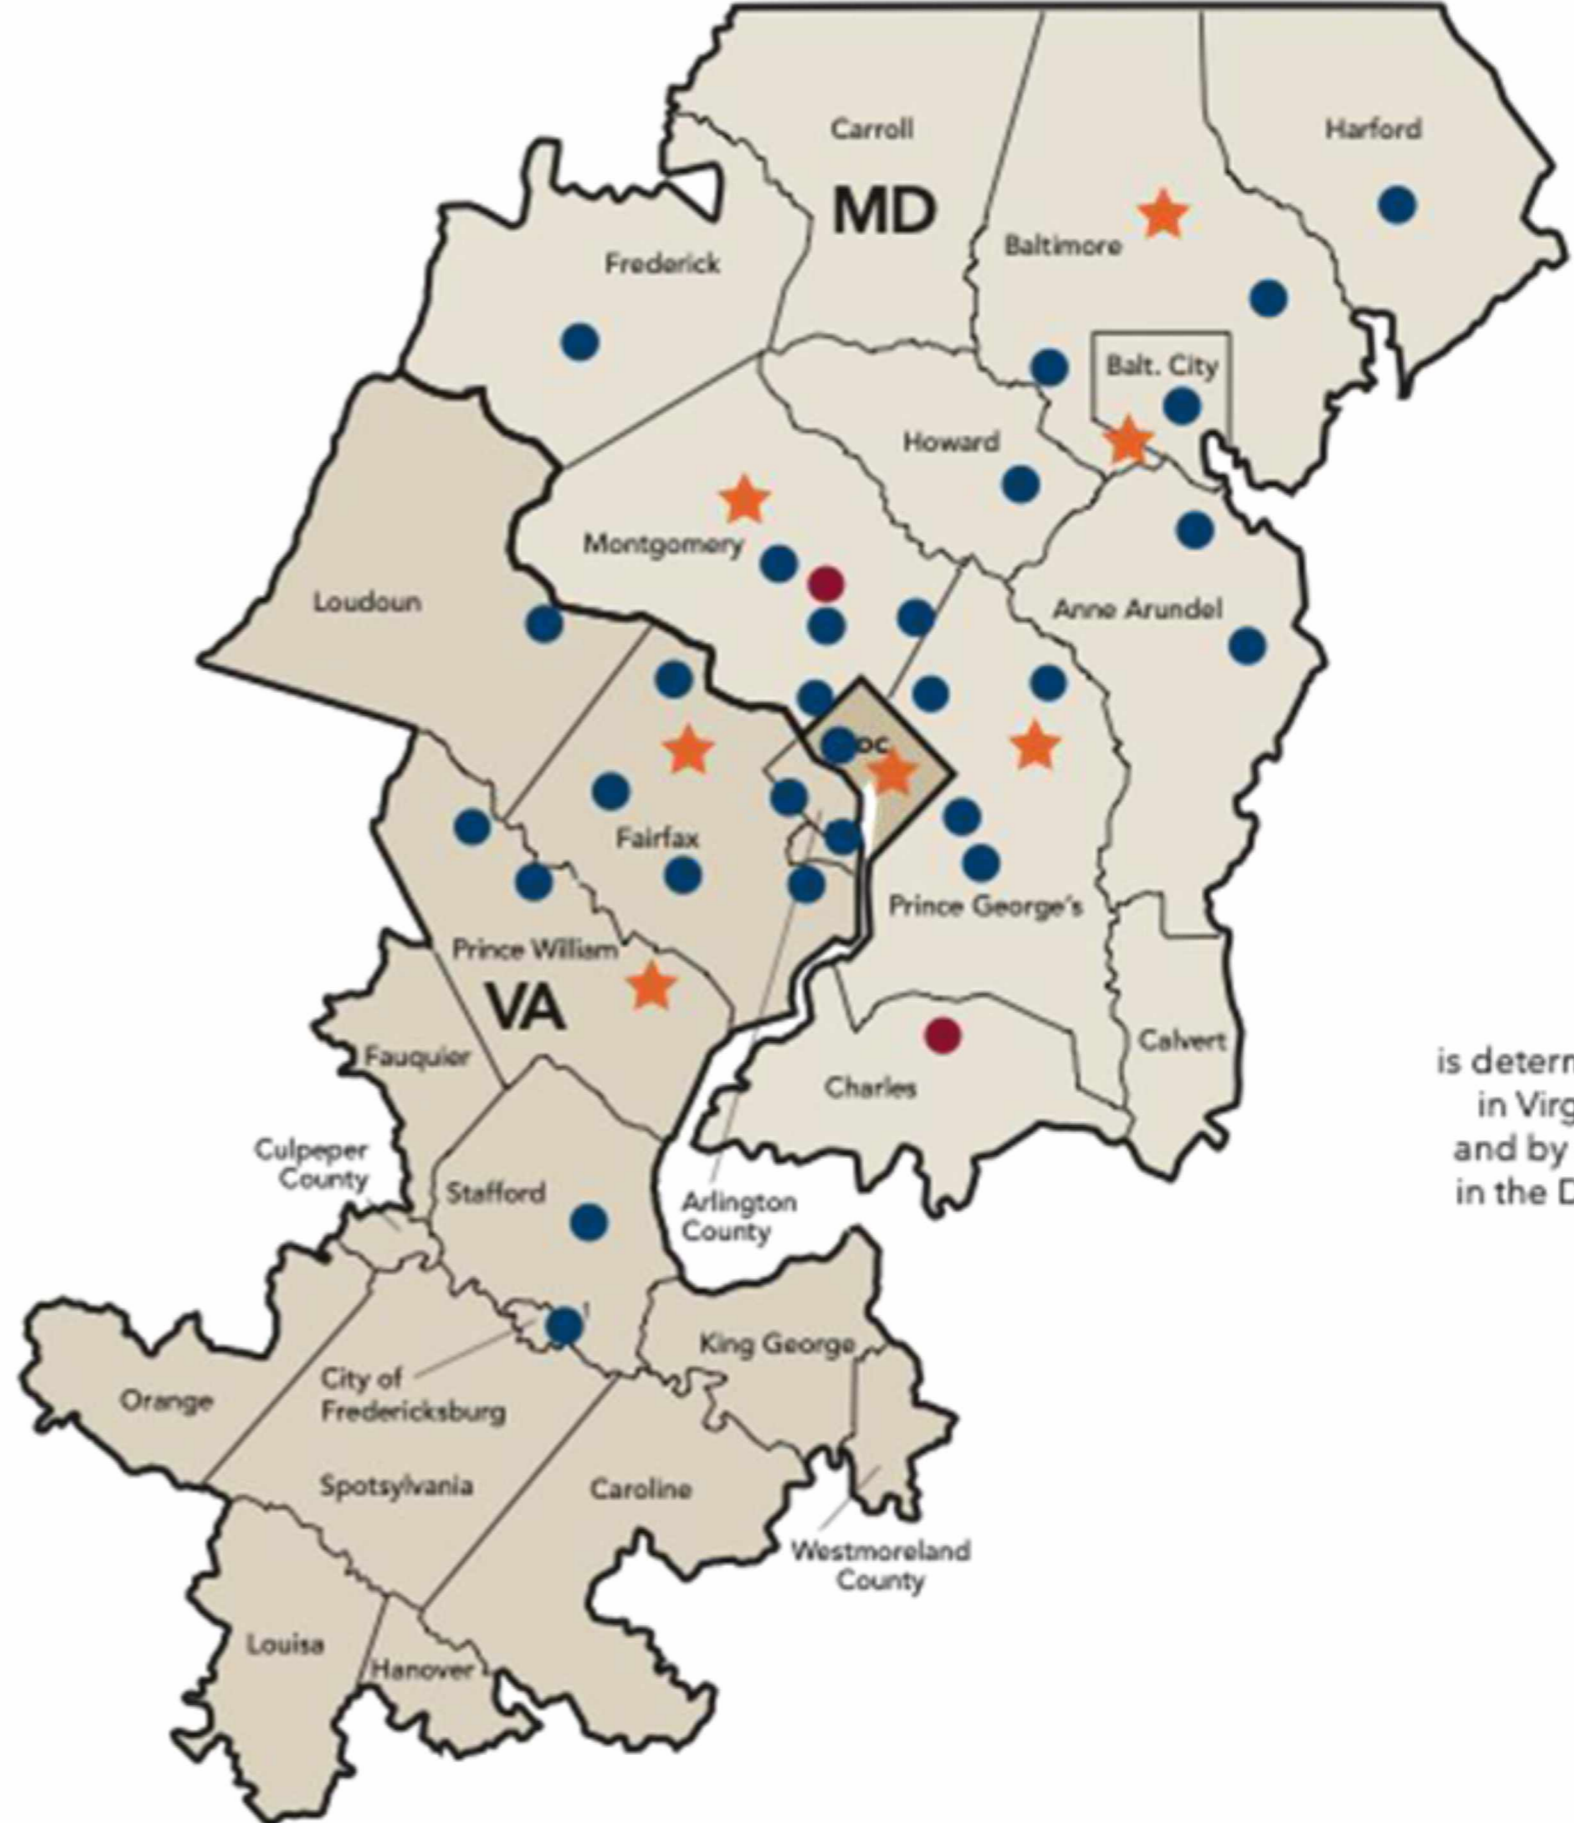 Carroll
Harford
MD
Baltimore
Frederick
Balt. City
Howard
Montgomery
Loudoun
Anne Arundel
DC
Fairfax
Prince George's
Prince William
VA
Calvert
Fauquier
Charles
Culpeper
County
Stafford
Arlington
County
King George
City of
Fredericksburg
Orange
Spotsylvania
Caroline
Westmoreland
County
Louisa
Hanover
is deterr
in Virg
and by
in the D